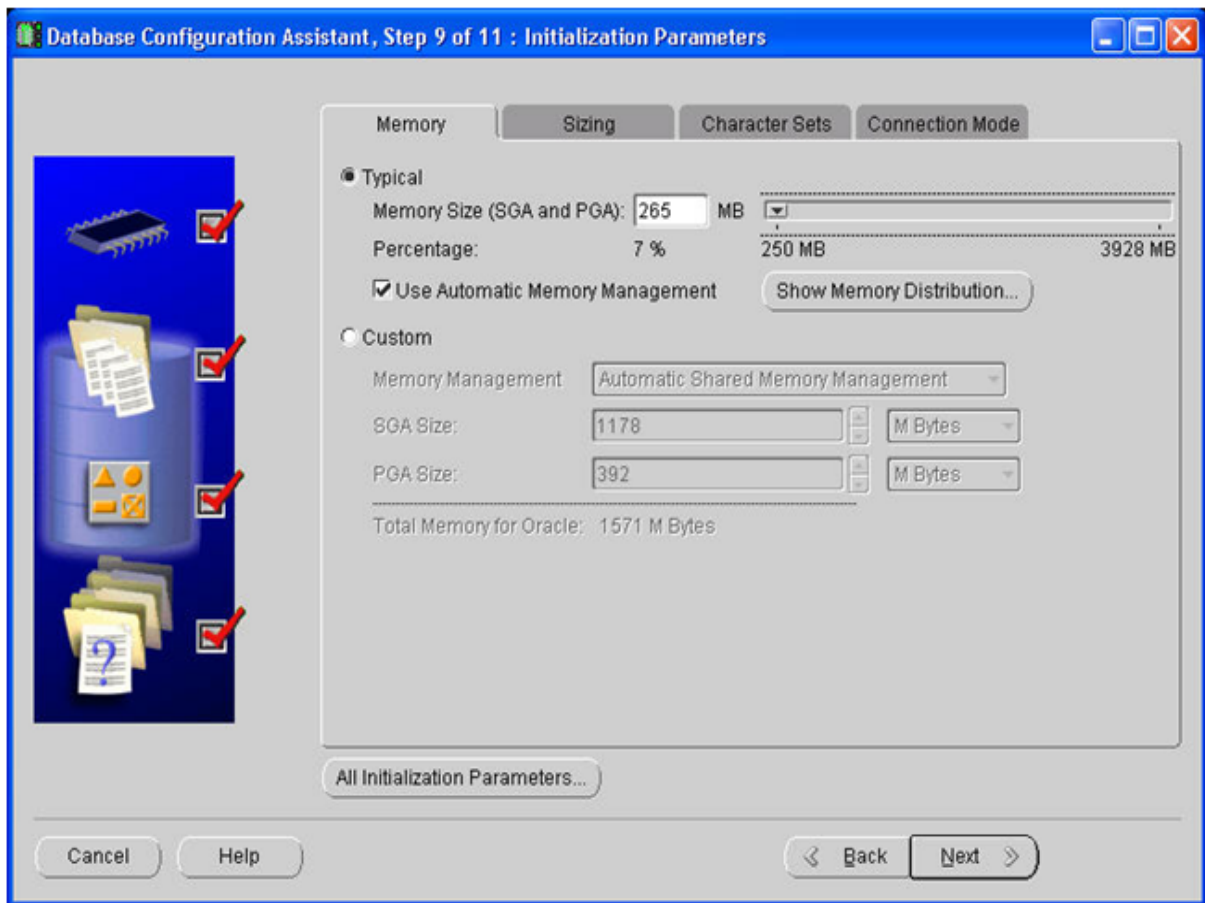 Database Configuration Assistant, Step 9 of 11 : Initialization Parameters
Memory Sizing Character Sets Connection Mode
Typical
Memory Size (SGA and PGA): 265 MB
Percentage: 7 % 250 MB 3928 MB
Use Automatic Memory Management Show Memory Distribution...
Custom
Memory Management Automatic Shared Memory Management
SGA Size: 1178 M Bytes
PGA Size: 392 M Bytes
Total Memory for Oracle: 1571 M Bytes
?
All Initialization Parameters...
Cancel Help Back Next